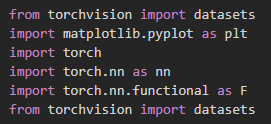 from torchvision import datasets
import matplotlib.pyplot as plt
import torch
import torch.nn as nn
import torch.nn.functional as F
from torchvision import datasets